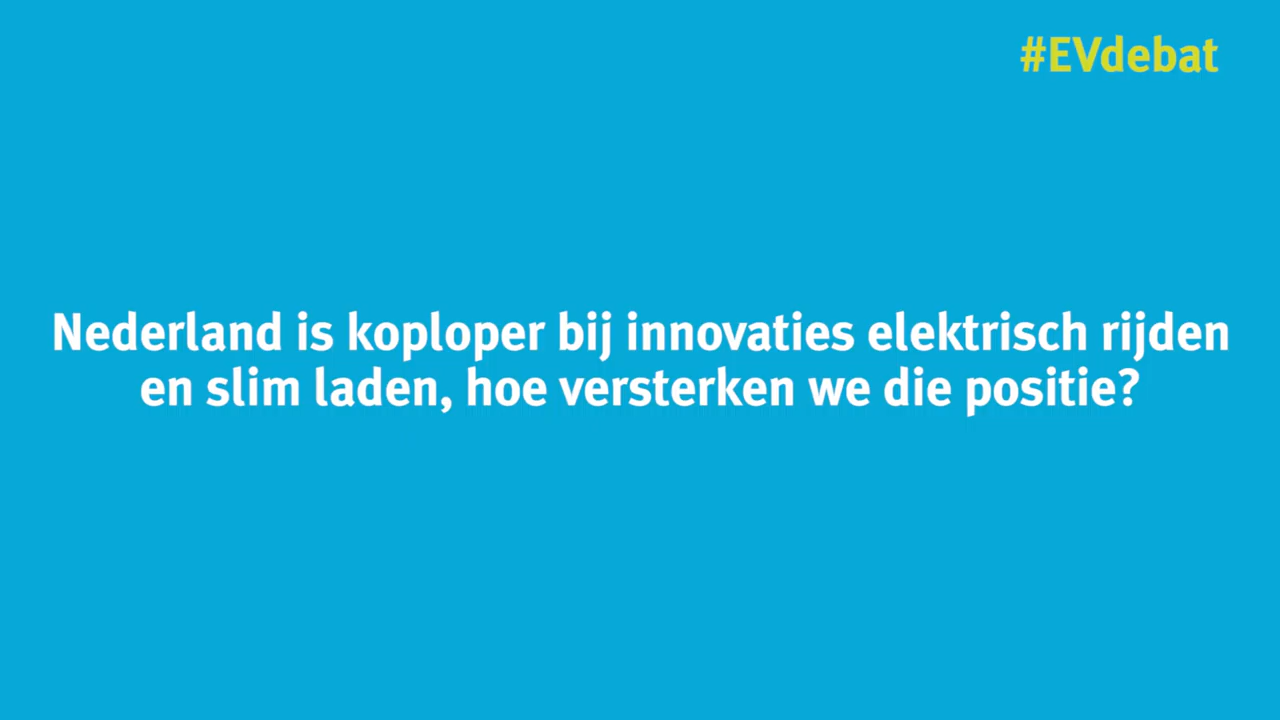 #EVdebat
Nederland is koploper bij innovaties elektrisch rijden
en slim laden, hoe versterken we die positie?